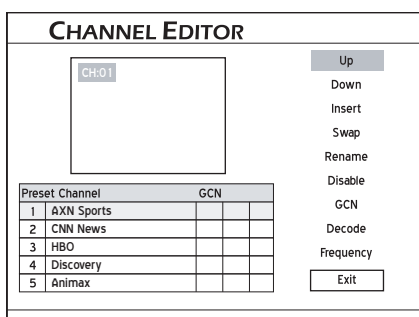 CHANNEL EDITOR
CH:01
Preset Channel GCN
1 AXN Sports
2 CNN News
3 HBO
4 Discovery
5 Animax
Up
Down
Insert
Swap
Rename
Disable
GCN
Decode
Frequency
Exit